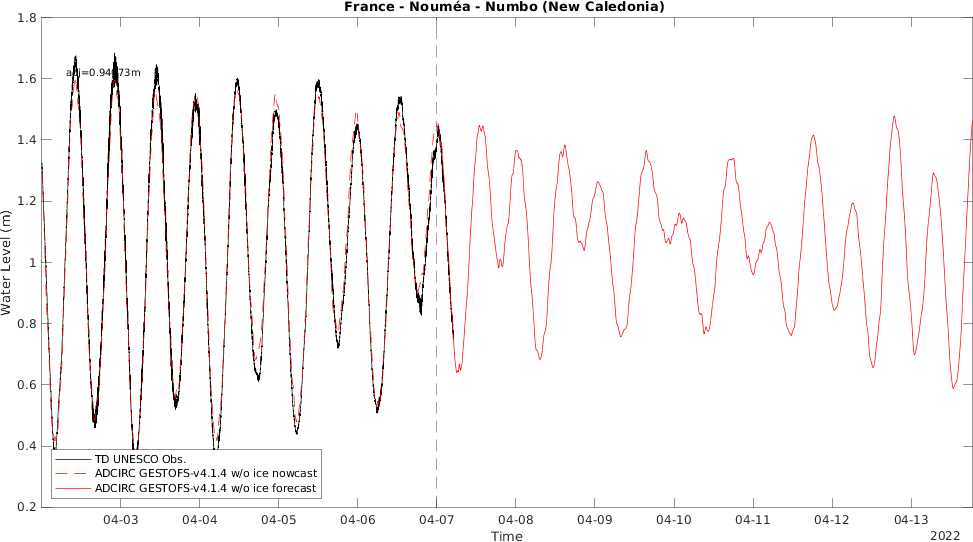 France - Nouméa - Numbo (New Caledonia)
1.8
1.6
1.4
1.2
1
0.8
0.6
0.4
0.2
Water Level (m)
TD UNESCO Obs.
ADCIRC GESTOFS-v4.1.4 w/o ice nowcast
ADCIRC GESTOFS-v4.1.4 w/o ice forecast
04-03 04-04 04-05 04-06 04-07 04-08 04-09 04-10 04-11 04-12 04-13
Time
2022